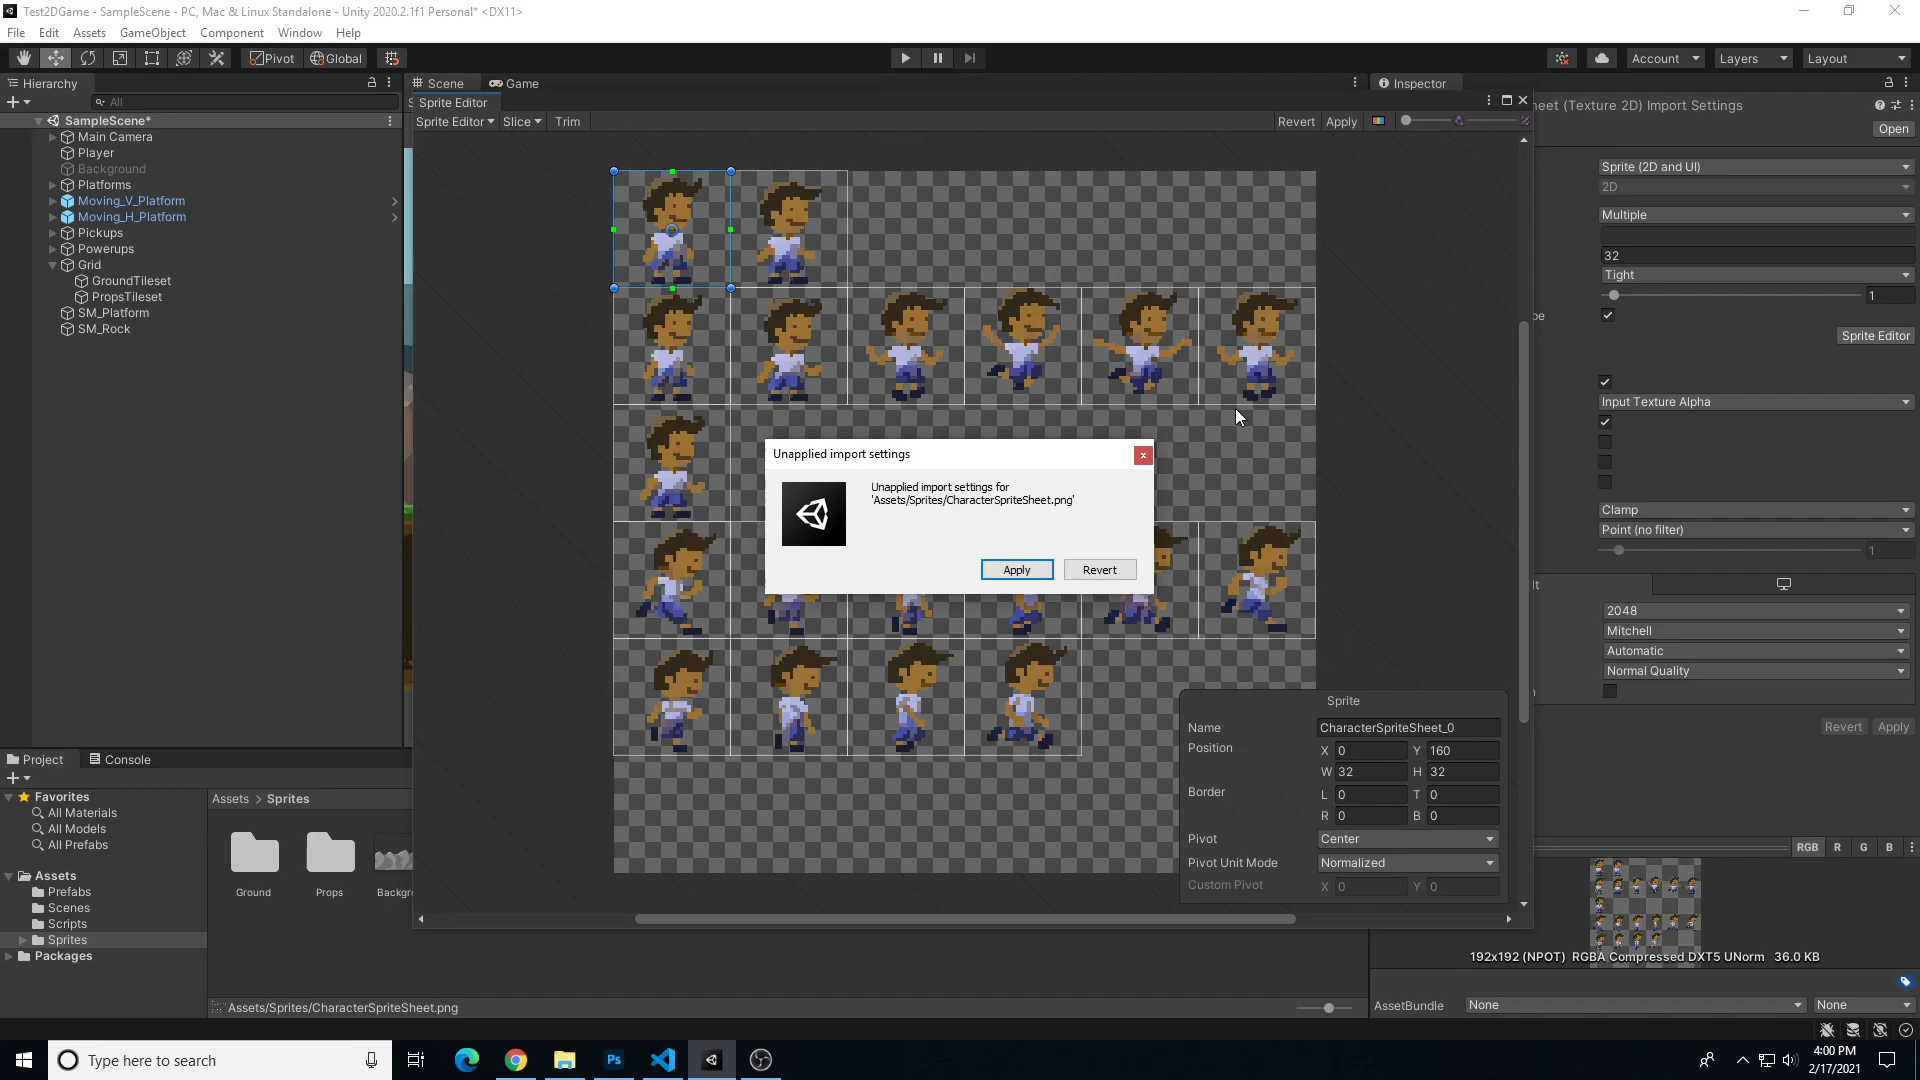 Test2DGame - SampleScene - PC, Mac & Linux Standalone - Unity 2020.2.1f1 Personal* <DX11>
File Edit Assets GameObject Component Window Help
Pivot Global Account Layers Layout
Hierarchy
All
SampleScene*
Main Camera
Player
Background
Platforms
Moving_V_Platform
Moving_H_Platform
Pickups
Powerups
Grid
GroundTileset
PropsTileset
SM_Platform
SM_Rock
Scene Game
Sprite Editor
Sprite Editor Slice Trim Revert Apply
Unapplied import settings
Unapplied import settings for
'Assets/Sprites/CharacterSpriteSheet.png'
Apply Revert
Sprite
Name CharacterSpriteSheet_0
Position X 0 Y 160
W 32 H 32
Border L 0 T 0
R 0 B 0
Pivot Center
Pivot Unit Mode Normalized
Custom Pivot X 0 Y 0
Inspector
eet (Texture 2D) Import Settings
Open
Sprite (2D and UI)
2D
Multiple
32
Tight
1
pe
Sprite Editor
Input Texture Alpha
Clamp
Point (no filter)
1
lt
2048
Mitchell
Automatic
Normal Quality
Revert Apply
RGB R G B
192x192 (NPOT) RGBA Compressed DXT5 UNorm 36.0 KB
AssetBundle None None
Project Console
Favorites
All Materials
All Models
All Prefabs
Assets
Prefabs
Scenes
Scripts
Sprites
Packages
Assets > Sprites
Ground Props Backgr
Assets/Sprites/CharacterSpriteSheet.png
Type here to search
Ps
4:00 PM
2/17/2021